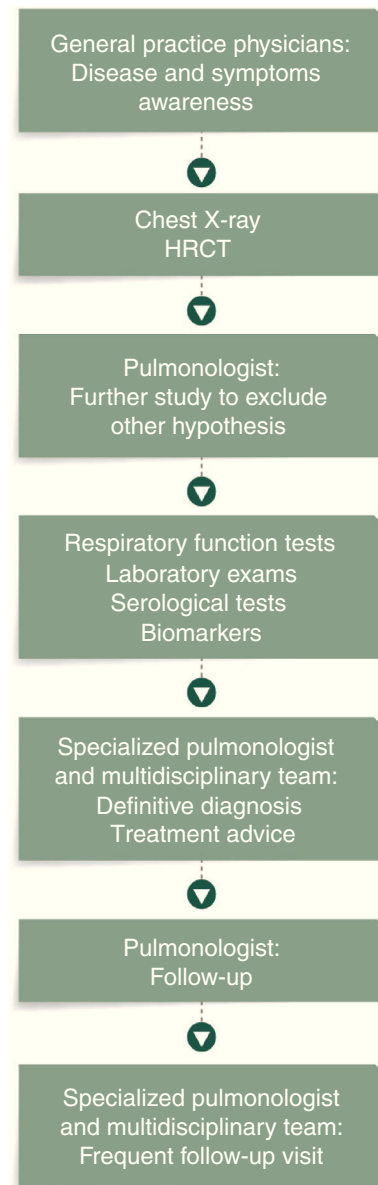 General practice physicians:
Disease and symptoms
awareness
Chest X-ray
HRCT
Pulmonologist:
Further study to exclude
other hypothesis
Respiratory function tests
Laboratory exams
Serological tests
Biomarkers
Specialized pulmonologist
and multidisciplinary team:
Definitive diagnosis
Treatment advice
Pulmonologist:
Follow-up
Specialized pulmonologist
and multidisciplinary team:
Frequent follow-up visit